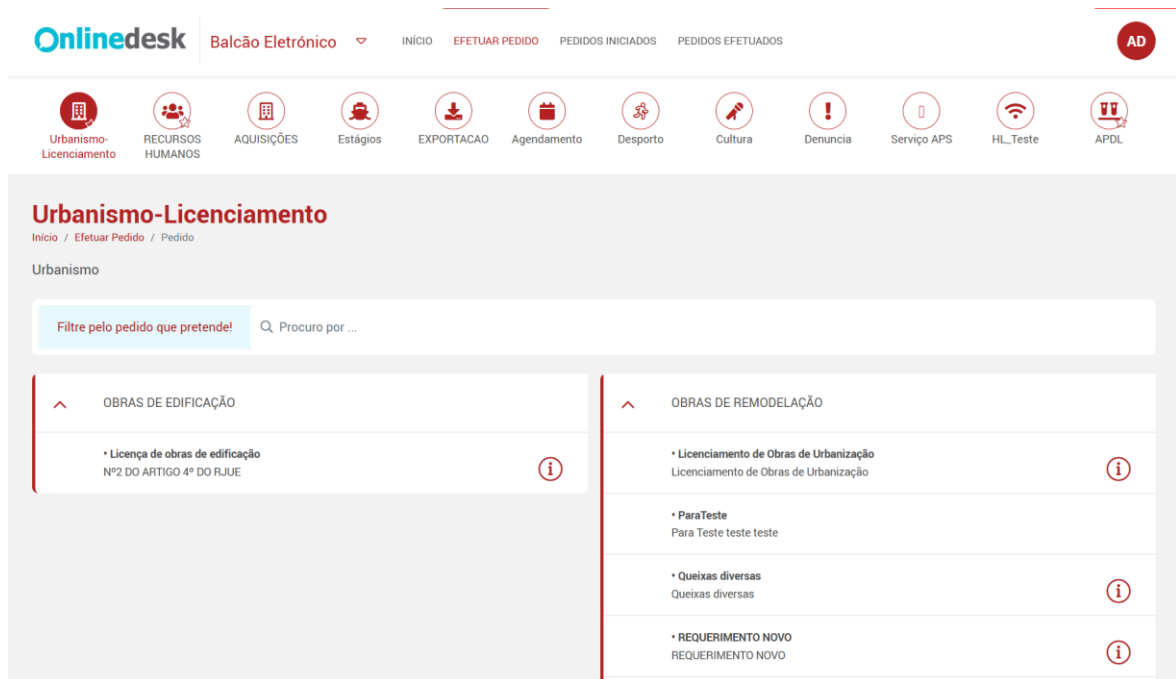 Onlinedesk
Balcão Eletrónico
INÍCIO
EFETUAR PEDIDO
PEDIDOS INICIADOS
PEDIDOS EFETUADOS
AD
Urbanismo-
Licenciamento
RECURSOS
HUMANOS
AQUISIÇÕES
Estágios
EXPORTACAO
Agendamento
Desporto
Cultura
Denuncia
Serviço APS
HL_Teste
APDL
Urbanismo-Licenciamento
Início / Efetuar Pedido / Pedido
Urbanismo
Filtre pelo pedido que pretende!
Procuro por ...
OBRAS DE EDIFICAÇÃO
• Licença de obras de edificação
Nº2 DO ARTIGO 4º DO RJUE
OBRAS DE REMODELAÇÃO
• Licenciamento de Obras de Urbanização
Licenciamento de Obras de Urbanização
• ParaTeste
Para Teste teste teste
• Queixas diversas
Queixas diversas
• REQUERIMENTO NOVO
REQUERIMENTO NOVO